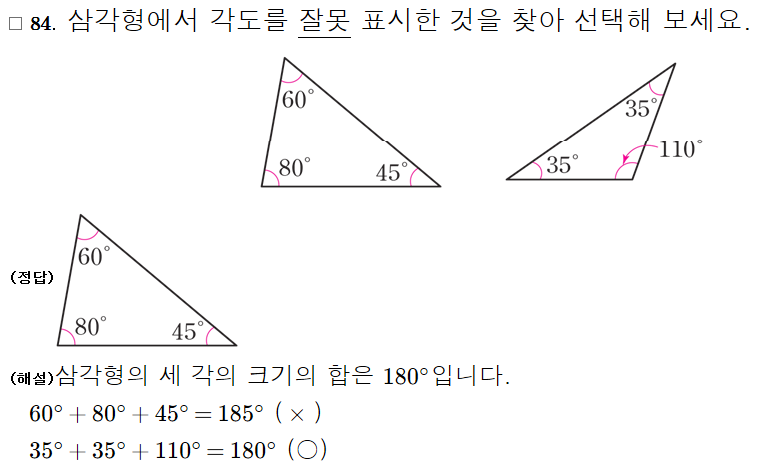 □ 84. 삼각형에서 각도를 잘못 표시한 것을 찾아 선택해 보세요.
60° 80° 45°
35° 35° 110°
(정답)
60° 80° 45°
(해설)삼각형의 세 각의 크기의 합은 180°입니다.
60° + 80° + 45° = 185° ( × )
35° + 35° + 110° = 180° (○)